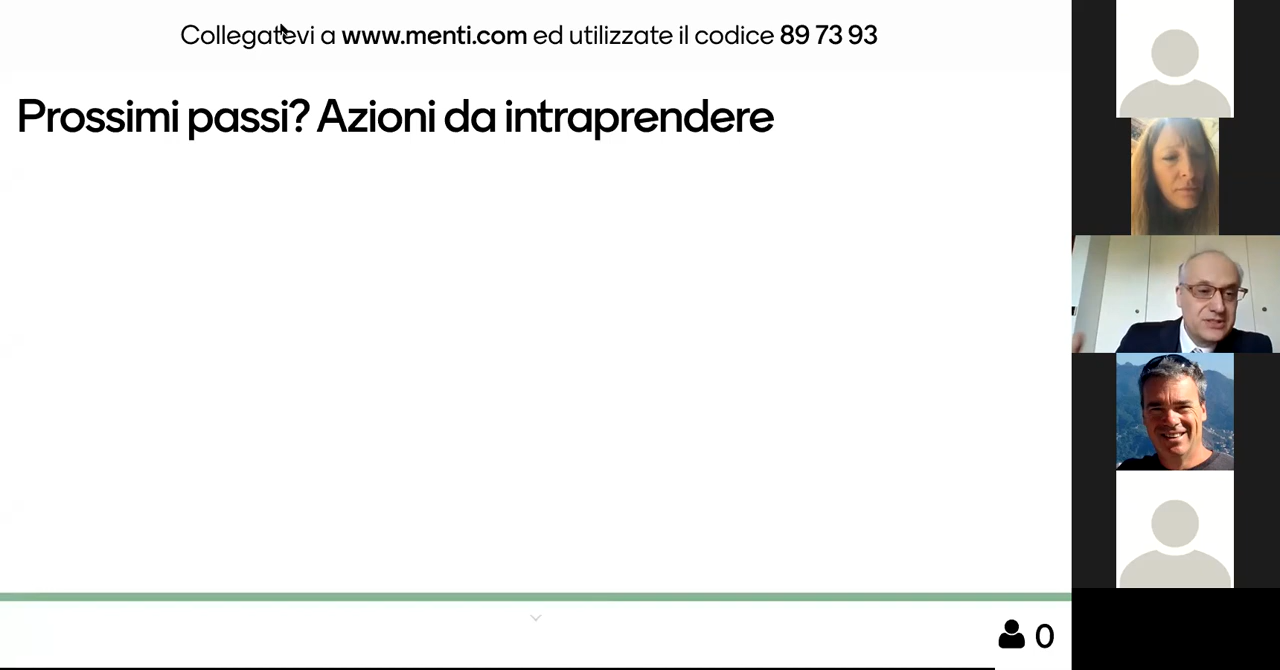 Collegatevi a www.menti.com ed utilizzate il codice 89 73 93
Prossimi passi? Azioni da intraprendere
0